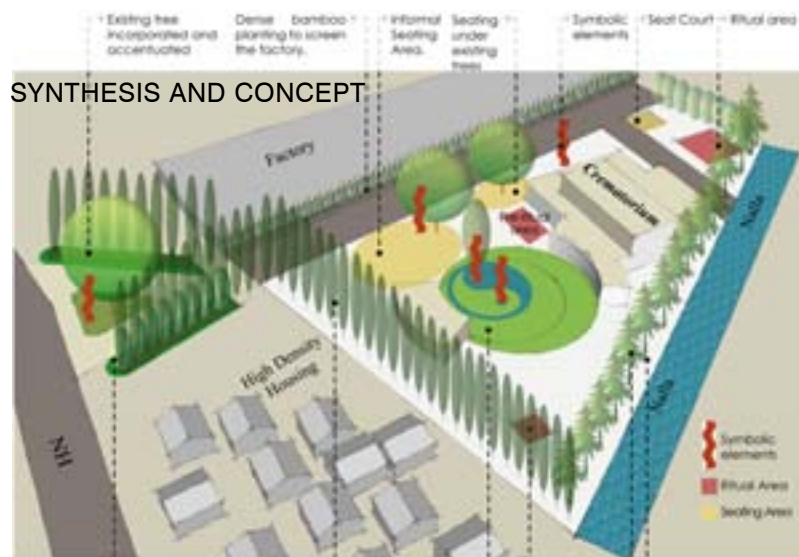 Existing tree
incorporated and
accentuated
Dense bamboo
planting to screen
the factory.
Informal
Seating
Area.
Seating
under
existing
trees
Symbolic
elements
Seat Court
Ritual area
SYNTHESIS AND CONCEPT
Factory
Crematorium
Nalla
High Density
Housing
Nalla
NH
Symbolic
elements
Ritual Area
Seating Area